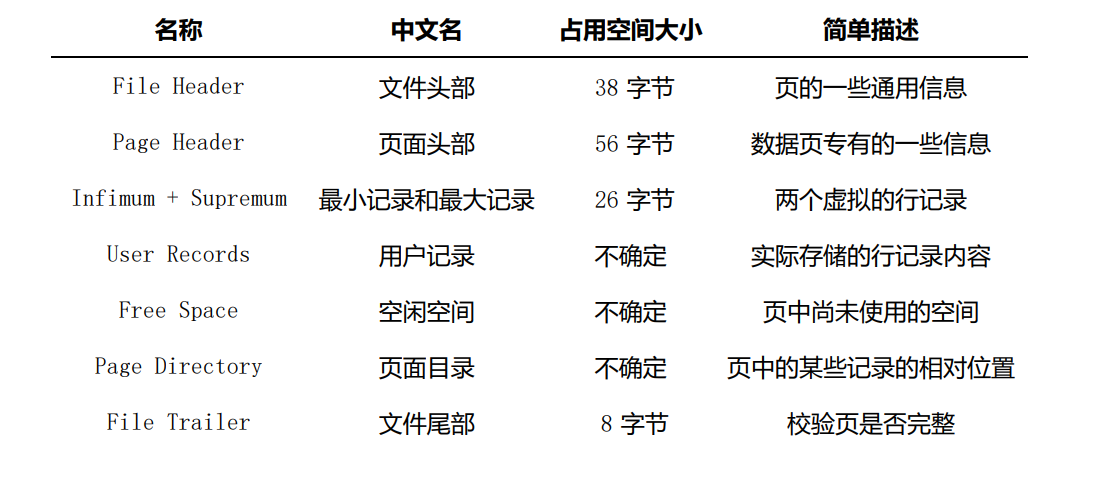 名称 中文名 占用空间大小 简单描述
File Header 文件头部 38 字节 页的一些通用信息
Page Header 页面头部 56 字节 数据页专有的一些信息
Infimum + Supremum 最小记录和最大记录 26 字节 两个虚拟的行记录
User Records 用户记录 不确定 实际存储的行记录内容
Free Space 空闲空间 不确定 页中尚未使用的空间
Page Directory 页面目录 不确定 页中的某些记录的相对位置
File Trailer 文件尾部 8 字节 校验页是否完整